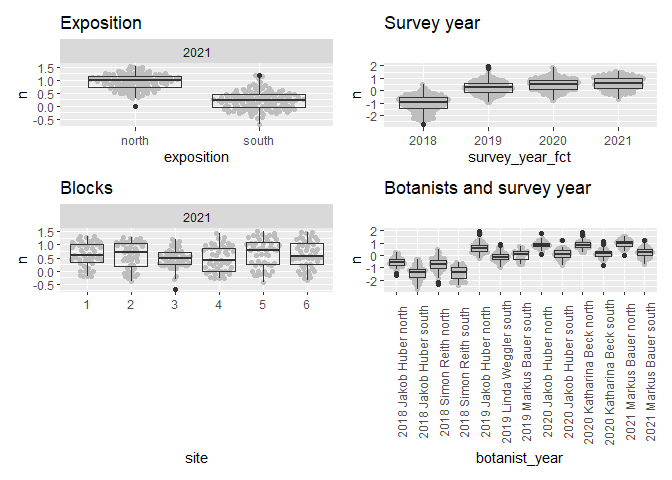 Exposition
2021
n
1.5
1.0
0.5
0.0
-0.5
north south
exposition
Survey year
n
2
1
0
-1
-2
2018 2019 2020 2021
survey_year_fct
Blocks
2021
n
1.5
1.0
0.5
0.0
-0.5
1 2 3 4 5 6
site
Botanists and survey year
n
2
1
0
-1
-2
2018 Jakob Huber north
2018 Jakob Huber south
2018 Simon Reith north
2018 Simon Reith south
2019 Jakob Huber north
2019 Linda Weggler south
2019 Markus Bauer south
2020 Jakob Huber north
2020 Jakob Huber south
2020 Katharina Beck north
2020 Katharina Beck south
2021 Markus Bauer north
2021 Markus Bauer south
botanist_year